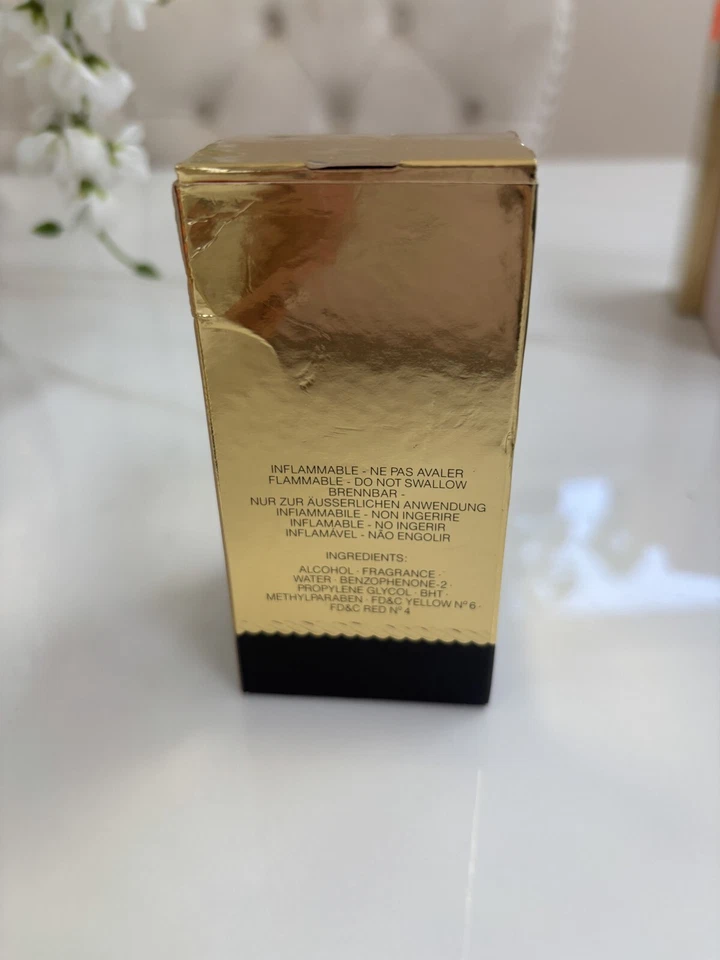 INFLAMMABLE - NE PAS AVALER
FLAMMABLE - DO NOT SWALLOW
BRENNBAR -
NUR ZUR ÄUSSERLICHEN ANWENDUNG
INFIAMMABILE - NON INGERIRE
INFLAMABLE - NO INGERIR
INFLAMÁVEL - NÃO ENGOLIR
INGREDIENTS:
ALCOHOL · FRAGRANCE ·
WATER · BENZOPHENONE-2 ·
PROPYLENE GLYCOL · BHT ·
METHYLPARABEN · FD&C YELLOW Nº 6 ·
FD&C RED Nº 4